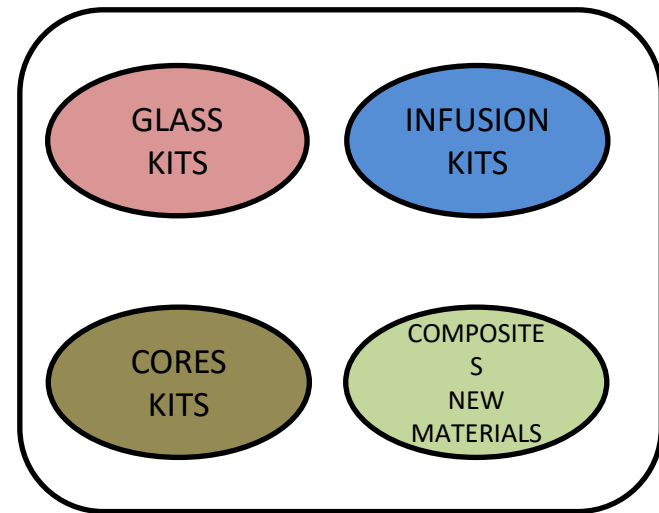 GLASS
KITS
INFUSION
KITS
CORES
KITS
COMPOSITE
S
NEW
MATERIALS